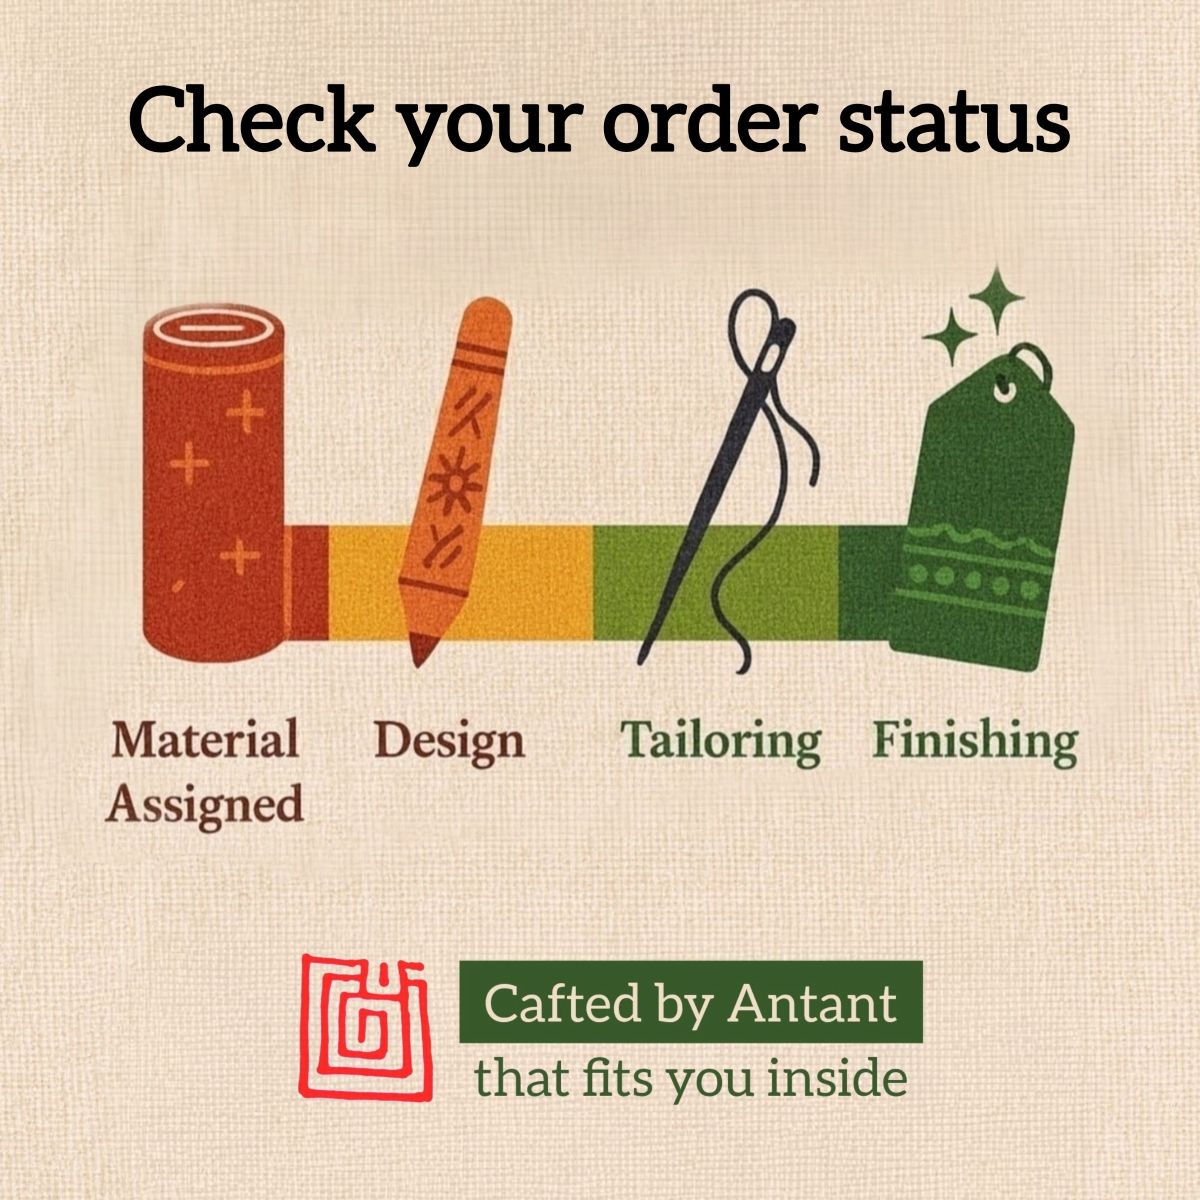 Check your order status
Material Design Tailoring Finishing
Assigned
Cafted by Antant
that fits you inside